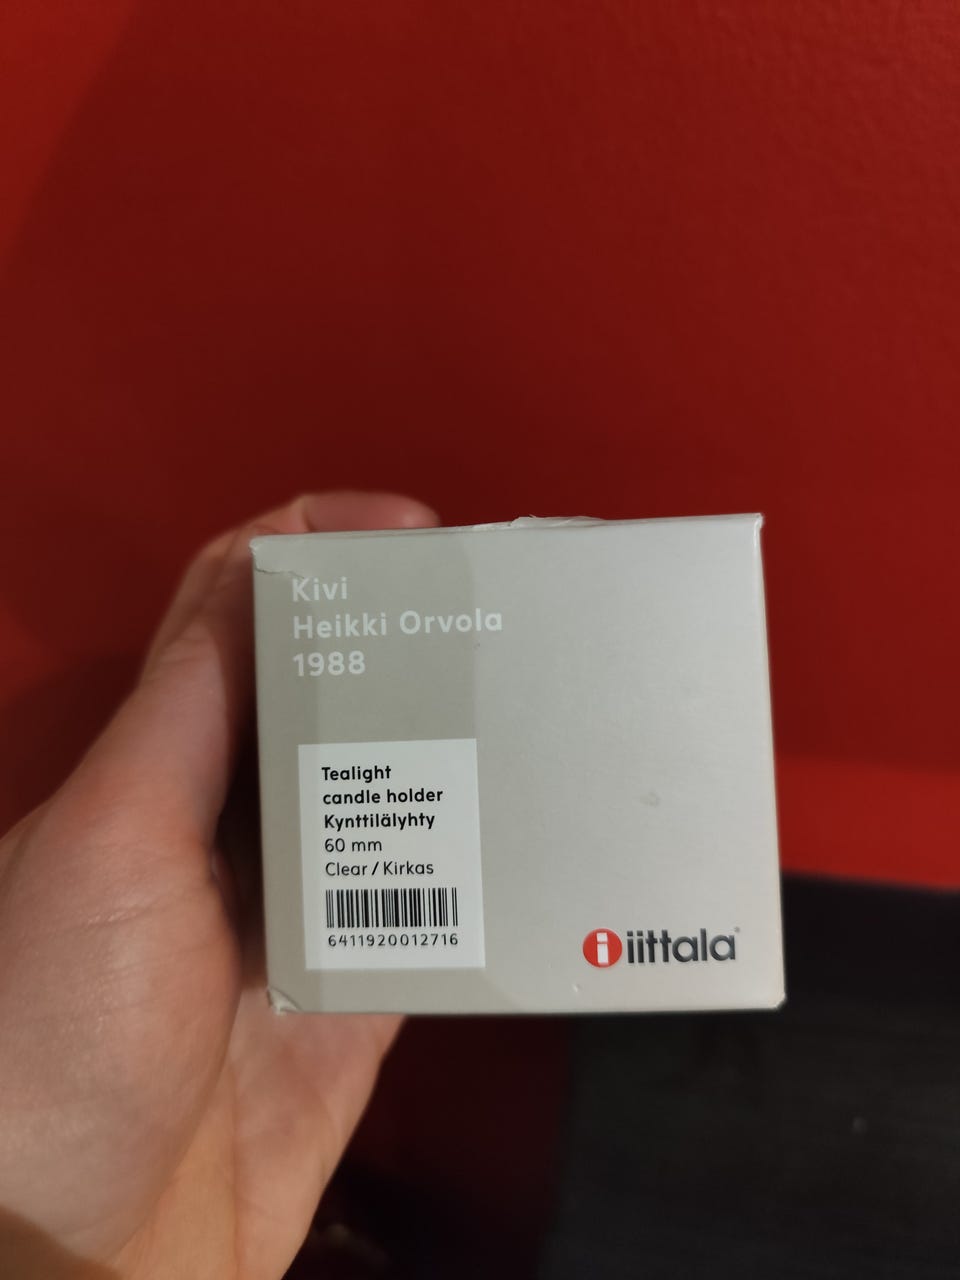 Kivi
Heikki Orvola
1988
Tealight
candle holder
Kynttilälyhty
60 mm
Clear / Kirkas
6411920012716
i iittala®